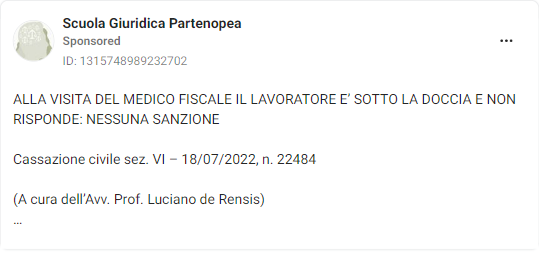 Scuola Giuridica Partenopea
Sponsored
ID: 1315748989232702
ALLA VISITA DEL MEDICO FISCALE IL LAVORATORE E’ SOTTO LA DOCCIA E NON
RISPONDE: NESSUNA SANZIONE
Cassazione civile sez. VI – 18/07/2022, n. 22484
(A cura dell’Avv. Prof. Luciano de Rensis)
...